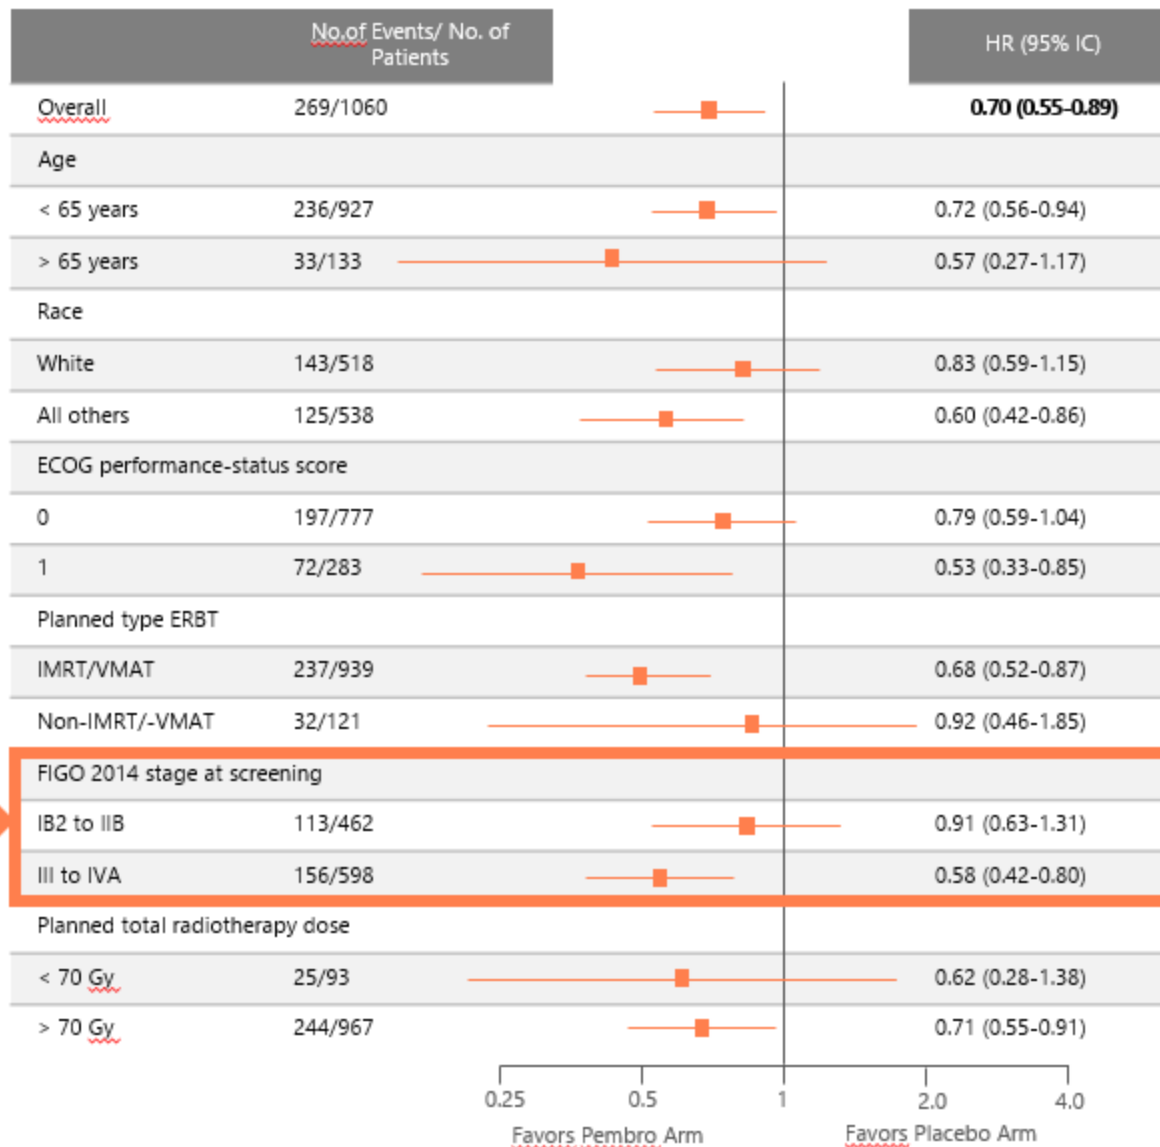 No.of Events/ No. of
Patients
HR (95% IC)
Overall 269/1060 0.70 (0.55-0.89)
Age
< 65 years 236/927 0.72 (0.56-0.94)
> 65 years 33/133 0.57 (0.27-1.17)
Race
White 143/518 0.83 (0.59-1.15)
All others 125/538 0.60 (0.42-0.86)
ECOG performance-status score
0 197/777 0.79 (0.59-1.04)
1 72/283 0.53 (0.33-0.85)
Planned type ERBT
IMRT/VMAT 237/939 0.68 (0.52-0.87)
Non-IMRT/-VMAT 32/121 0.92 (0.46-1.85)
FIGO 2014 stage at screening
IB2 to IIB 113/462 0.91 (0.63-1.31)
III to IVA 156/598 0.58 (0.42-0.80)
Planned total radiotherapy dose
< 70 Gy 25/93 0.62 (0.28-1.38)
> 70 Gy 244/967 0.71 (0.55-0.91)
0.25 0.5 1 2.0 4.0
Favors Pembro Arm Favors Placebo Arm